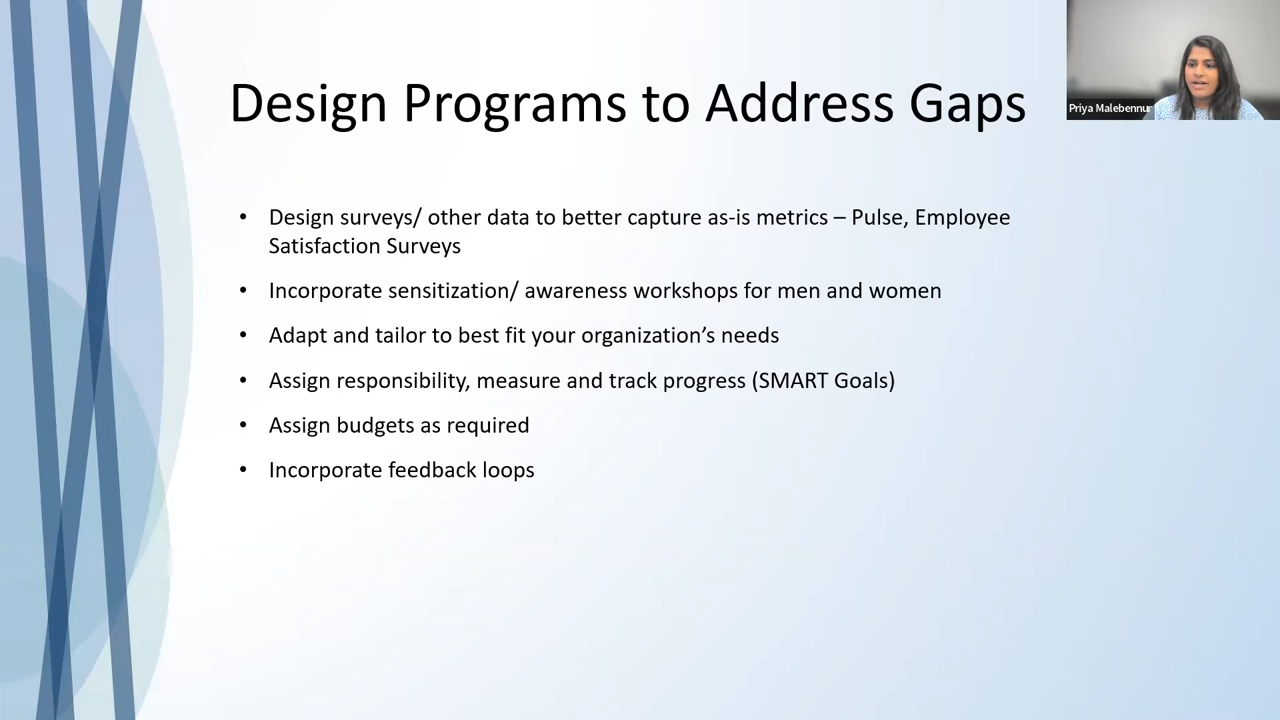 Design Programs to Address Gaps
Priya Malebennur
• Design surveys/ other data to better capture as-is metrics – Pulse, Employee
Satisfaction Surveys
• Incorporate sensitization/ awareness workshops for men and women
• Adapt and tailor to best fit your organization’s needs
• Assign responsibility, measure and track progress (SMART Goals)
• Assign budgets as required
• Incorporate feedback loops